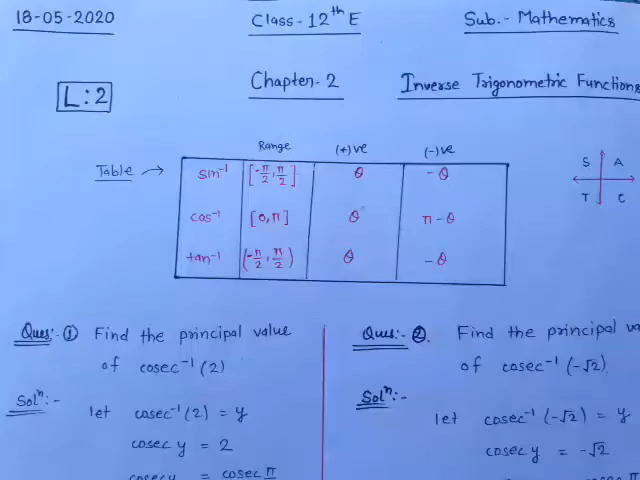 18-05-2020 Class-12th E Sub.- Mathematics
L:2 Chapter-2 Inverse Trigonometric Functions
Range (+)ve (-)ve
Table → sin⁻¹ [-π/2, π/2] θ -θ
cos⁻¹ [0, π] θ π-θ
tan⁻¹ (-π/2, π/2) θ -θ
S A
T C
Ques:- ① Find the principal value
of cosec⁻¹(2)
Solⁿ:-
let cosec⁻¹(2) = y
cosec y = 2
cosec y = cosec π
Ques:- ② Find the principal va
of cosec⁻¹(-√2)
Solⁿ:-
let cosec⁻¹(-√2) = y
cosec y = -√2